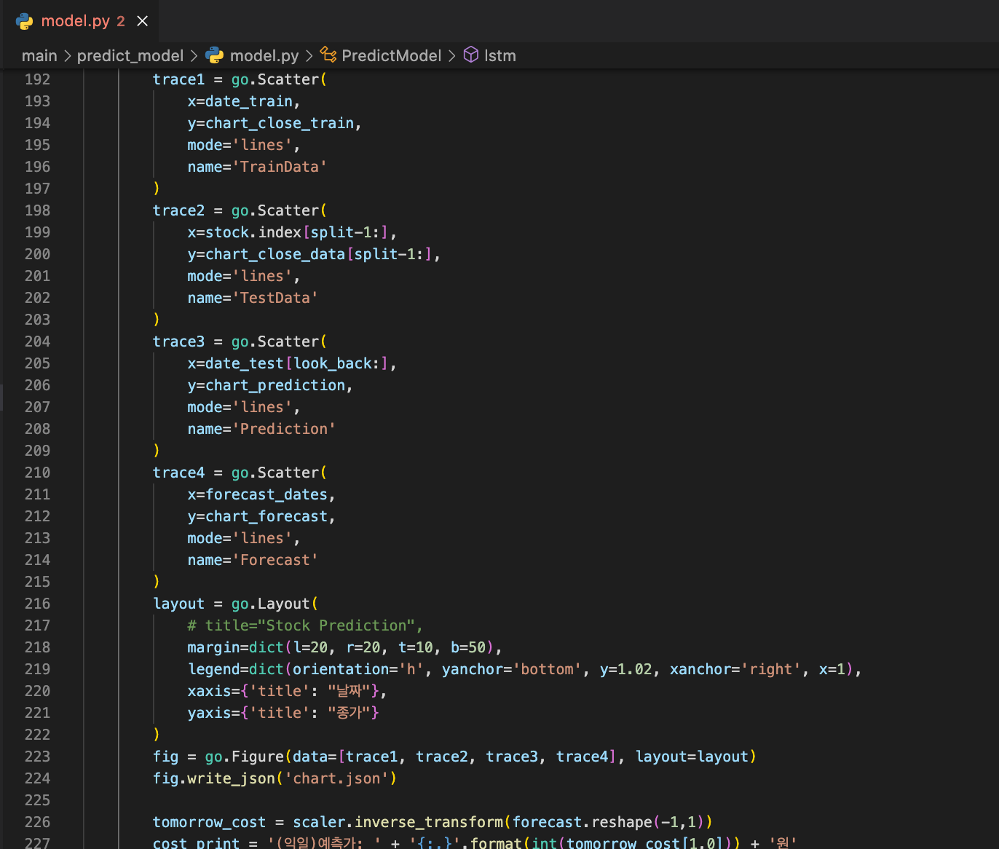 model.py 2 ×
main > predict_model > model.py > PredictModel > lstm
192 trace1 = go.Scatter(
193 x=date_train,
194 y=chart_close_train,
195 mode='lines',
196 name='TrainData'
197 )
198 trace2 = go.Scatter(
199 x=stock.index[split-1:],
200 y=chart_close_data[split-1:],
201 mode='lines',
202 name='TestData'
203 )
204 trace3 = go.Scatter(
205 x=date_test[look_back:],
206 y=chart_prediction,
207 mode='lines',
208 name='Prediction'
209 )
210 trace4 = go.Scatter(
211 x=forecast_dates,
212 y=chart_forecast,
213 mode='lines',
214 name='Forecast'
215 )
216 layout = go.Layout(
217 # title="Stock Prediction",
218 margin=dict(l=20, r=20, t=10, b=50),
219 legend=dict(orientation='h', yanchor='bottom', y=1.02, xanchor='right', x=1),
220 xaxis={'title': "날짜"},
221 yaxis={'title': "종가"}
222 )
223 fig = go.Figure(data=[trace1, trace2, trace3, trace4], layout=layout)
224 fig.write_json('chart.json')
225
226 tomorrow_cost = scaler.inverse_transform(forecast.reshape(-1,1))
227 cost_print = '(익일)예측가: ' + '{:,}'.format(int(tomorrow_cost[1,0])) + '원'